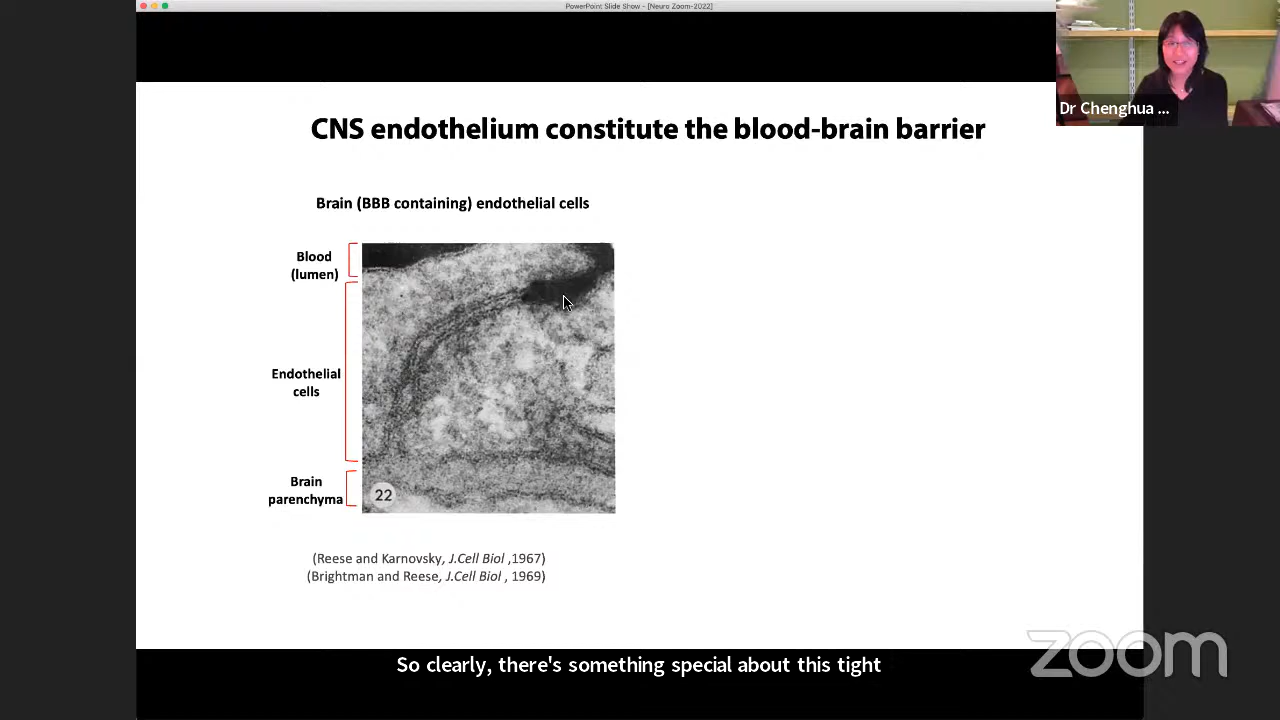 PowerPoint Slide Show - [Neuro Zoom-2022]
Dr Chenghua ...
CNS endothelium constitute the blood-brain barrier
Brain (BBB containing) endothelial cells
Blood
(lumen)
Endothelial
cells
Brain
parenchyma
22
(Reese and Karnovsky, J.Cell Biol ,1967)
(Brightman and Reese, J.Cell Biol , 1969)
So clearly, there's something special about this tight
zoom